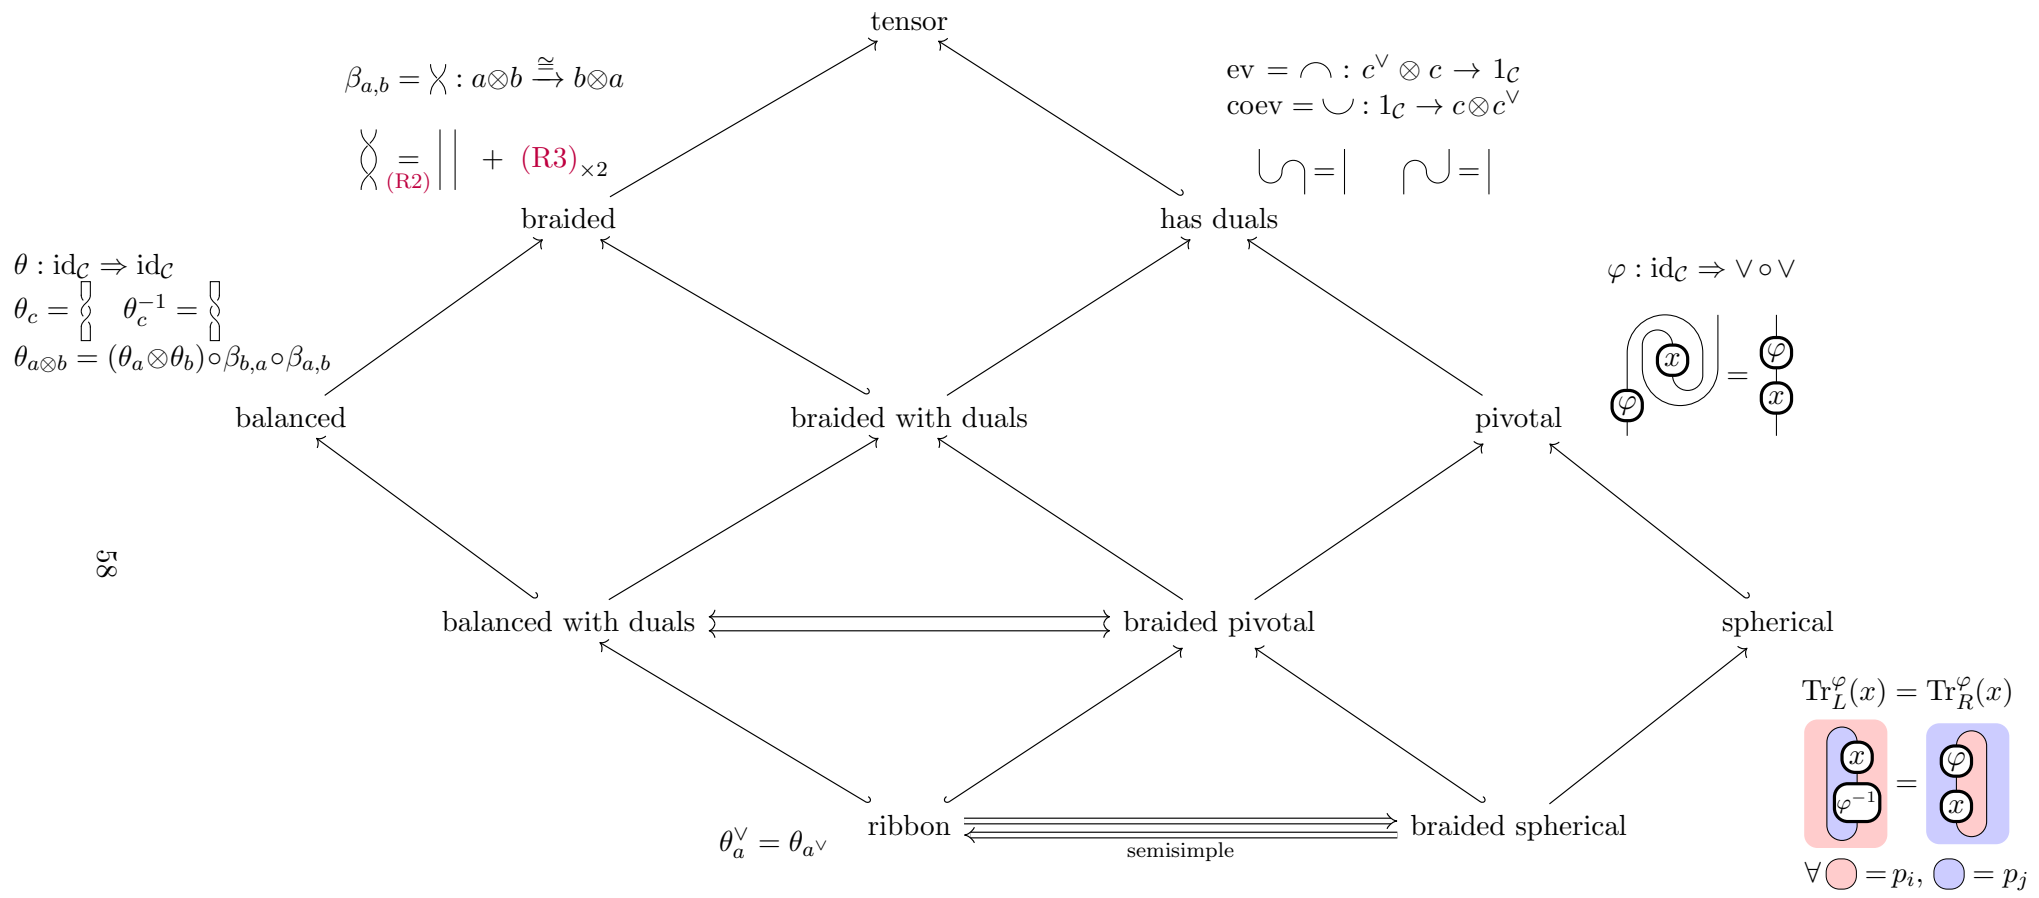 tensor
β_{a,b} = : a⊗b ≅→ b⊗a
= (R2) + (R3)×2
ev = : c^∨ ⊗ c → 1_𝒞
coev = : 1_𝒞 → c⊗c^∨
= =
braided
has duals
θ : id_𝒞 ⇒ id_𝒞
θ_c = θ_c^{-1} =
θ_{a⊗b} = (θ_a⊗θ_b)∘β_{b,a}∘β_{a,b}
φ : id_𝒞 ⇒ ∨ ∘ ∨
φ x = φ x
balanced
braided with duals
pivotal
58
balanced with duals
braided pivotal
spherical
Tr_L^φ(x) = Tr_R^φ(x)
x φ^{-1} = φ x
∀ = p_i, = p_j
θ_a^∨ = θ_{a^∨}
ribbon
semisimple
braided spherical